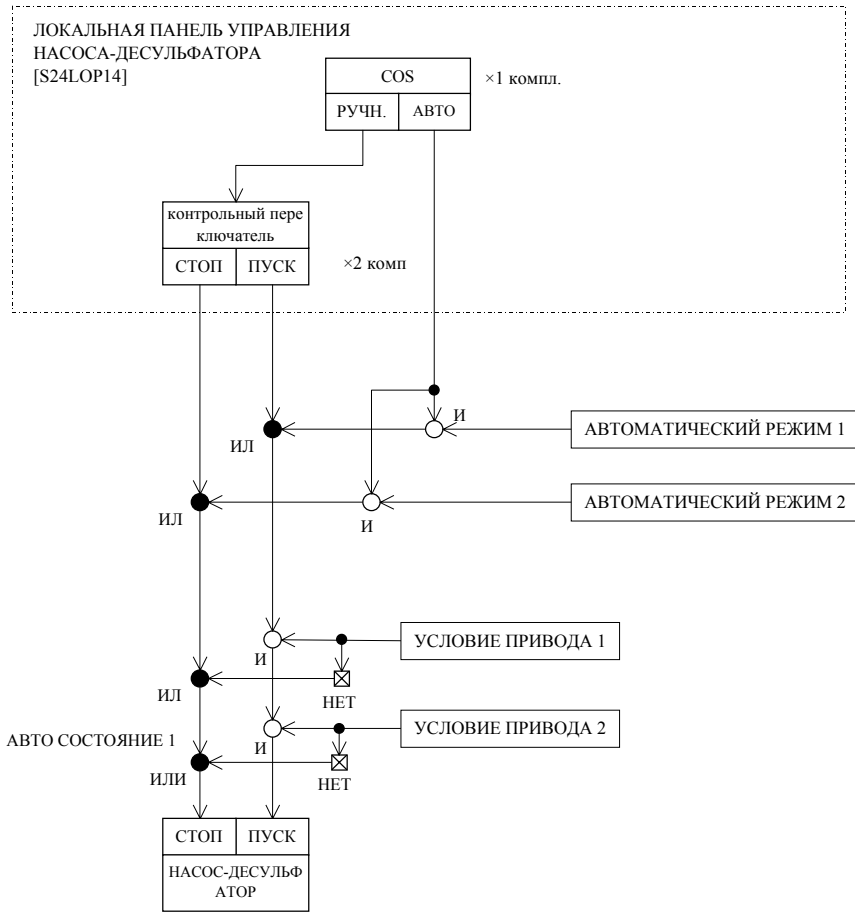 ЛОКАЛЬНАЯ ПАНЕЛЬ УПРАВЛЕНИЯ
НАСОСА-ДЕСУЛЬФАТОРА
[S24LOP14]
COS
×1 компл.
РУЧН.
АВТО
контрольный пере
ключатель
СТОП
ПУСК
×2 комп
И
АВТОМАТИЧЕСКИЙ РЕЖИМ 1
ИЛ
АВТОМАТИЧЕСКИЙ РЕЖИМ 2
ИЛ
И
УСЛОВИЕ ПРИВОДА 1
И
ИЛ
НЕТ
УСЛОВИЕ ПРИВОДА 2
АВТО СОСТОЯНИЕ 1
И
ИЛИ
НЕТ
СТОП
ПУСК
НАСОС-ДЕСУЛЬФ
АТОР